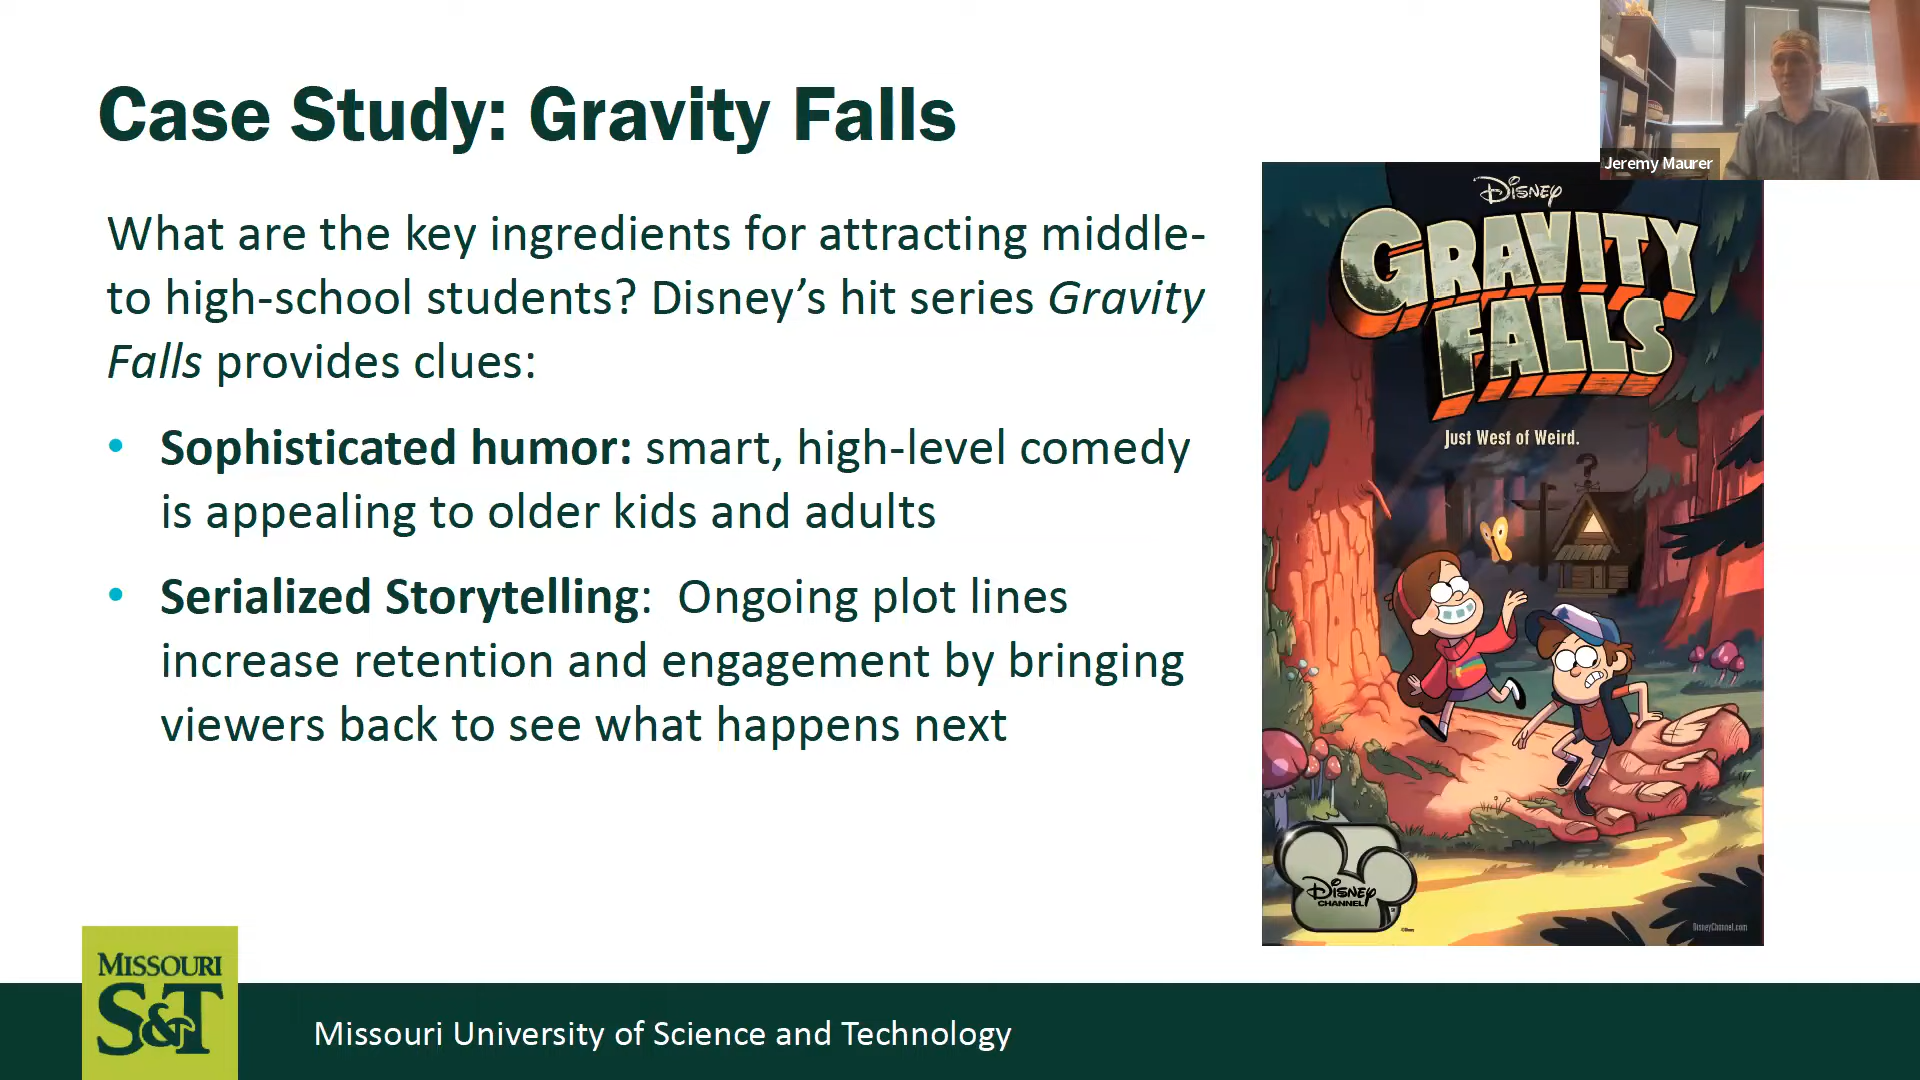 Case Study: Gravity Falls
Jeremy Maurer
What are the key ingredients for attracting middle-
to high-school students? Disney’s hit series Gravity
Falls provides clues:
• Sophisticated humor: smart, high-level comedy
is appealing to older kids and adults
• Serialized Storytelling:  Ongoing plot lines
increase retention and engagement by bringing
viewers back to see what happens next
Disney
GRAVITY
FALLS
Just West of Weird.
?
Disney
CHANNEL
DisneyChannel.com
MISSOURI
S&T
Missouri University of Science and Technology